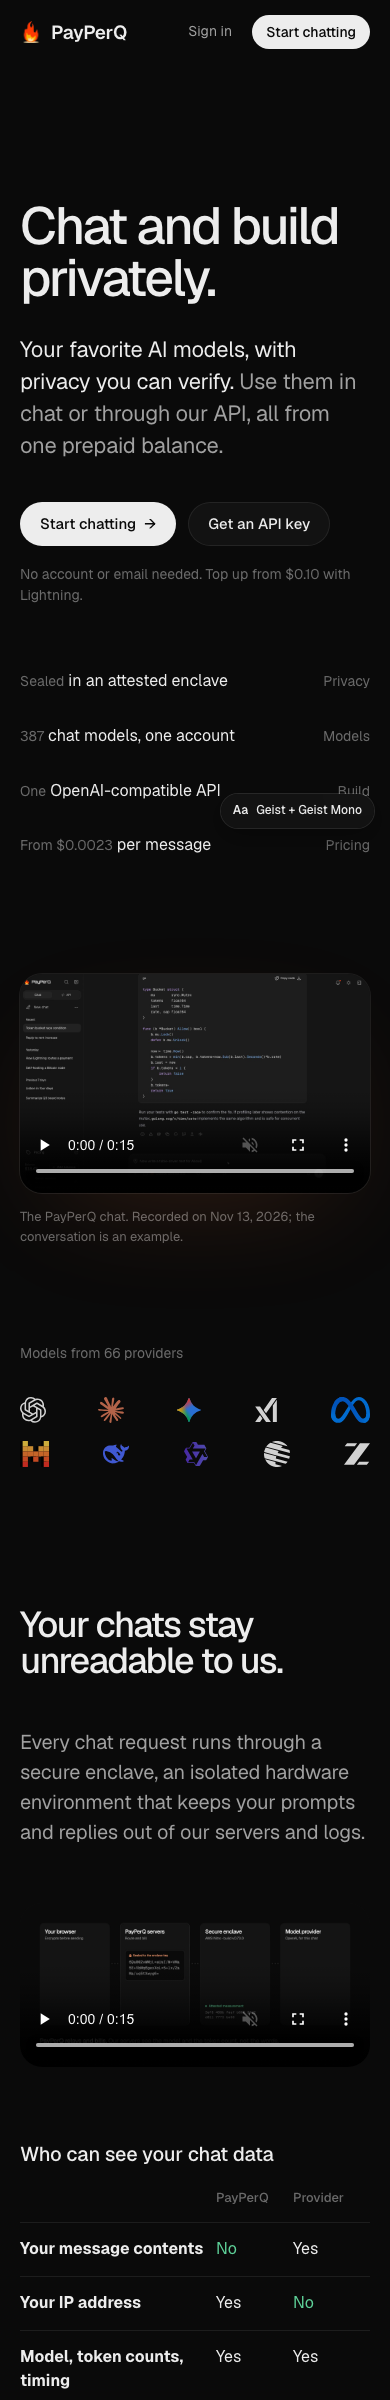 PayPerQ
Sign in
Start chatting
Chat and build
privately.
Your favorite AI models, with
privacy you can verify. Use them in
chat or through our API, all from
one prepaid balance.
Start chatting →
Get an API key
No account or email needed. Top up from $0.10 with
Lightning.
Sealed in an attested enclave Privacy
387 chat models, one account Models
One OpenAI-compatible API Build
Aa Geist + Geist Mono
From $0.0023 per message Pricing
PayPerQ
0:00 / 0:15
The PayPerQ chat. Recorded on Nov 13, 2026; the
conversation is an example.
Models from 66 providers
Your chats stay
unreadable to us.
Every chat request runs through a
secure enclave, an isolated hardware
environment that keeps your prompts
and replies out of our servers and logs.
Your browser
PayPerQ servers
Secure enclave
Model provider
0:00 / 0:15
Who can see your chat data
PayPerQ Provider
Your message contents No Yes
Your IP address Yes No
Model, token counts, Yes Yes
timing